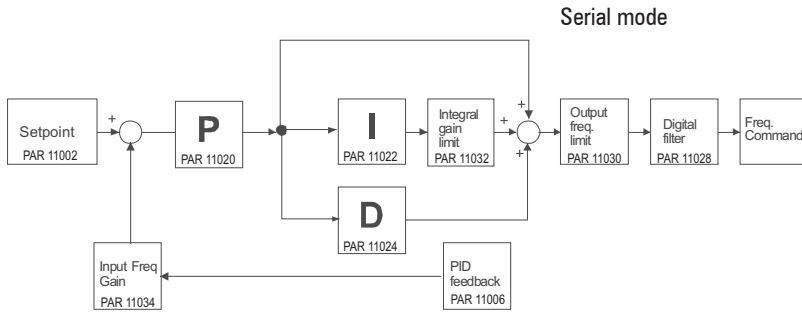 Serial mode
Setpoint
PAR 11002
+
P
PAR 11020
I
PAR 11022
Integral
gain
limit
PAR 11032
+
+
+
Output
freq.
limit
PAR 11030
Digital
filter
PAR 11028
Freq.
Command
D
PAR 11024
Input Freq
Gain
PAR 11034
PID
feedback
PAR 11006